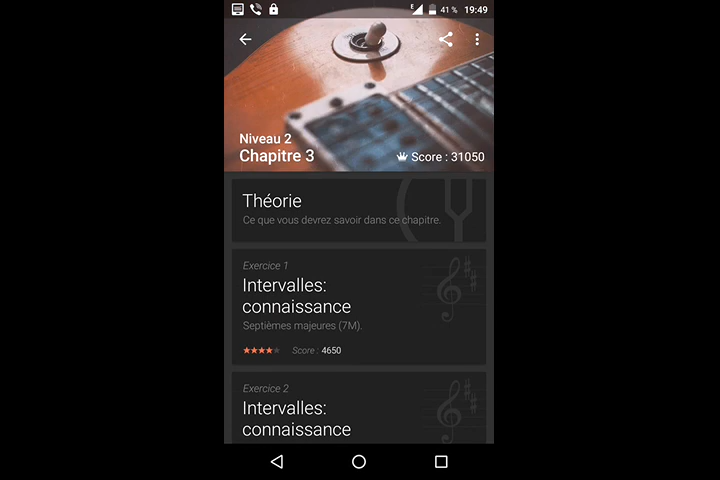 E 41 % 19:49
Niveau 2
Chapitre 3
Score : 31050
Théorie
Ce que vous devrez savoir dans ce chapitre.
Exercice 1
Intervalles:
connaissance
Septièmes majeures (7M).
Score : 4650
Exercice 2
Intervalles:
connaissance